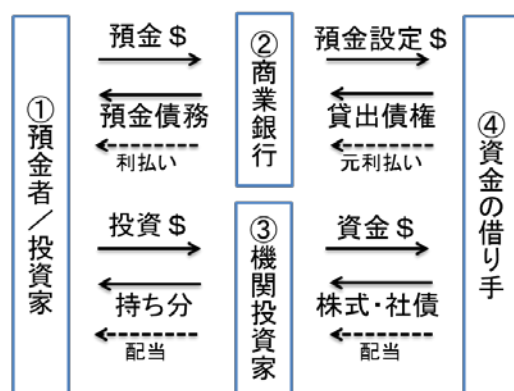 ①預金者／投資家
預金＄
預金債務
利払い
投資＄
持ち分
配当
②商業銀行
③機関投資家
預金設定＄
貸出債権
元利払い
資金＄
株式・社債
配当
④資金の借り手